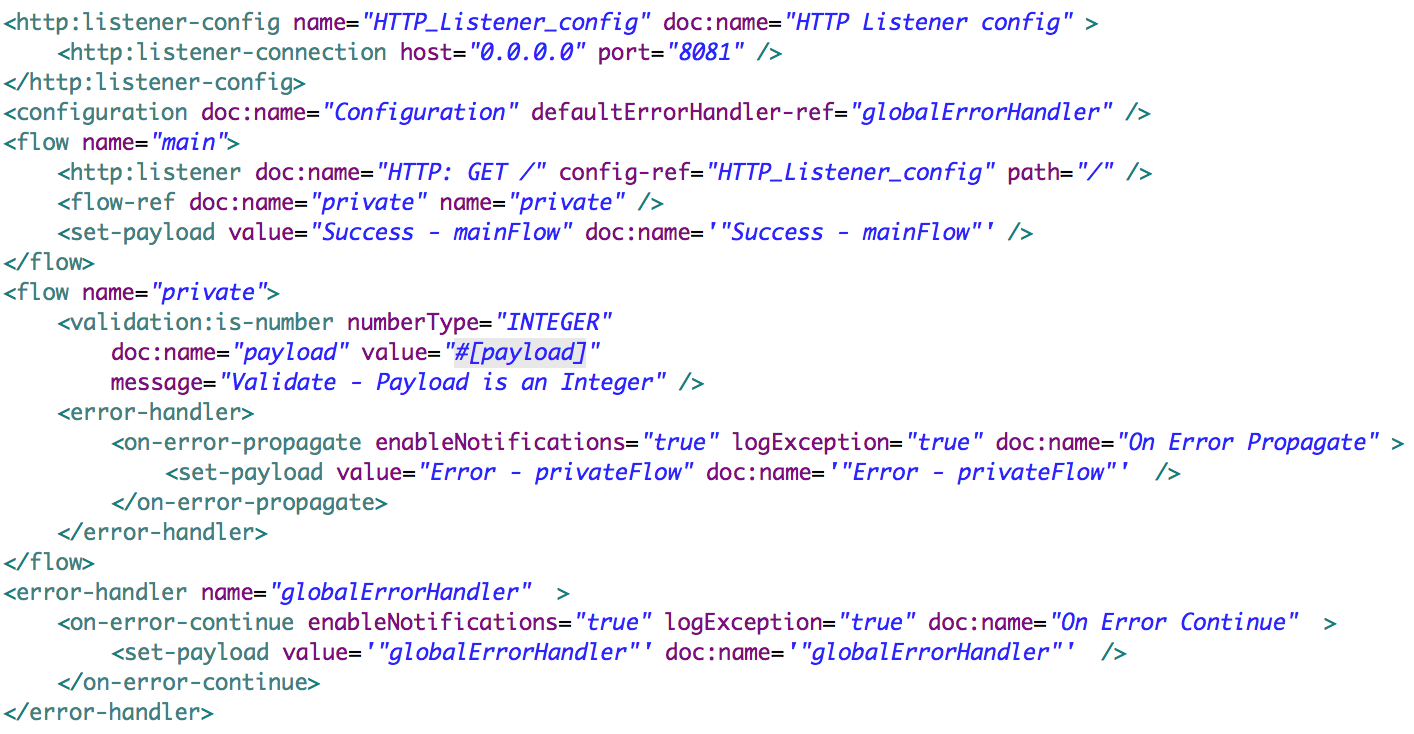 <http:listener-config name="HTTP_Listener_config" doc:name="HTTP Listener config" >
    <http:listener-connection host="0.0.0.0" port="8081" />
</http:listener-config>
<configuration doc:name="Configuration" defaultErrorHandler-ref="globalErrorHandler" />
<flow name="main">
    <http:listener doc:name="HTTP: GET /" config-ref="HTTP_Listener_config" path="/" />
    <flow-ref doc:name="private" name="private" />
    <set-payload value="Success - mainFlow" doc:name='"Success - mainFlow"' />
</flow>
<flow name="private">
    <validation:is-number numberType="INTEGER"
        doc:name="payload" value="#[payload]"
        message="Validate - Payload is an Integer" />
    <error-handler>
        <on-error-propagate enableNotifications="true" logException="true" doc:name="On Error Propagate" >
            <set-payload value="Error - privateFlow" doc:name='"Error - privateFlow"'  />
        </on-error-propagate>
    </error-handler>
</flow>
<error-handler name="globalErrorHandler"  >
    <on-error-continue enableNotifications="true" logException="true" doc:name="On Error Continue"  >
        <set-payload value='"globalErrorHandler"' doc:name='"globalErrorHandler"'  />
    </on-error-continue>
</error-handler>